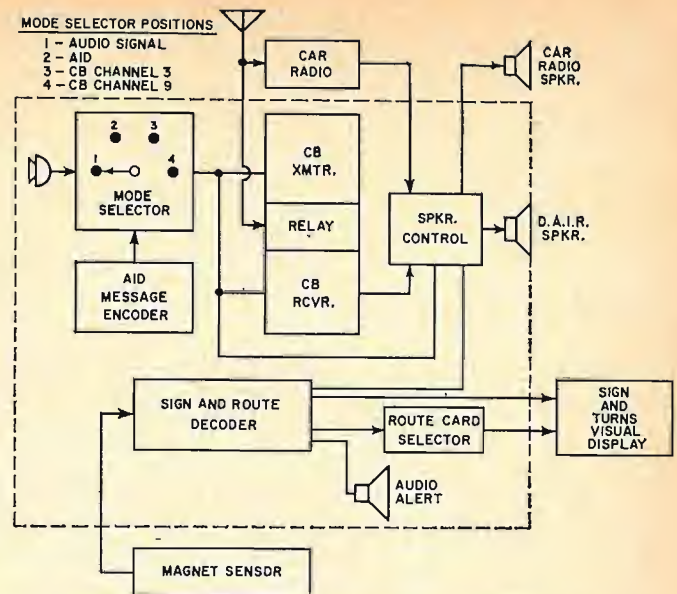 MODE SELECTOR POSITIONS
1 - AUDIO SIGNAL
2 - AID
3 - CB CHANNEL 3
4 - CB CHANNEL 9
CAR
RADIO
CAR
RADIO
SPKR.
2
3
1
4
MODE
SELECTOR
CB
XMTR.
RELAY
CB
RCVR.
SPKR.
CONTROL
D.A.I.R.
SPKR.
AID
MESSAGE
ENCODER
SIGN AND ROUTE
DECODER
ROUTE CARD
SELECTOR
SIGN
AND
TURNS
VISUAL
DISPLAY
AUDIO
ALERT
MAGNET SENSOR